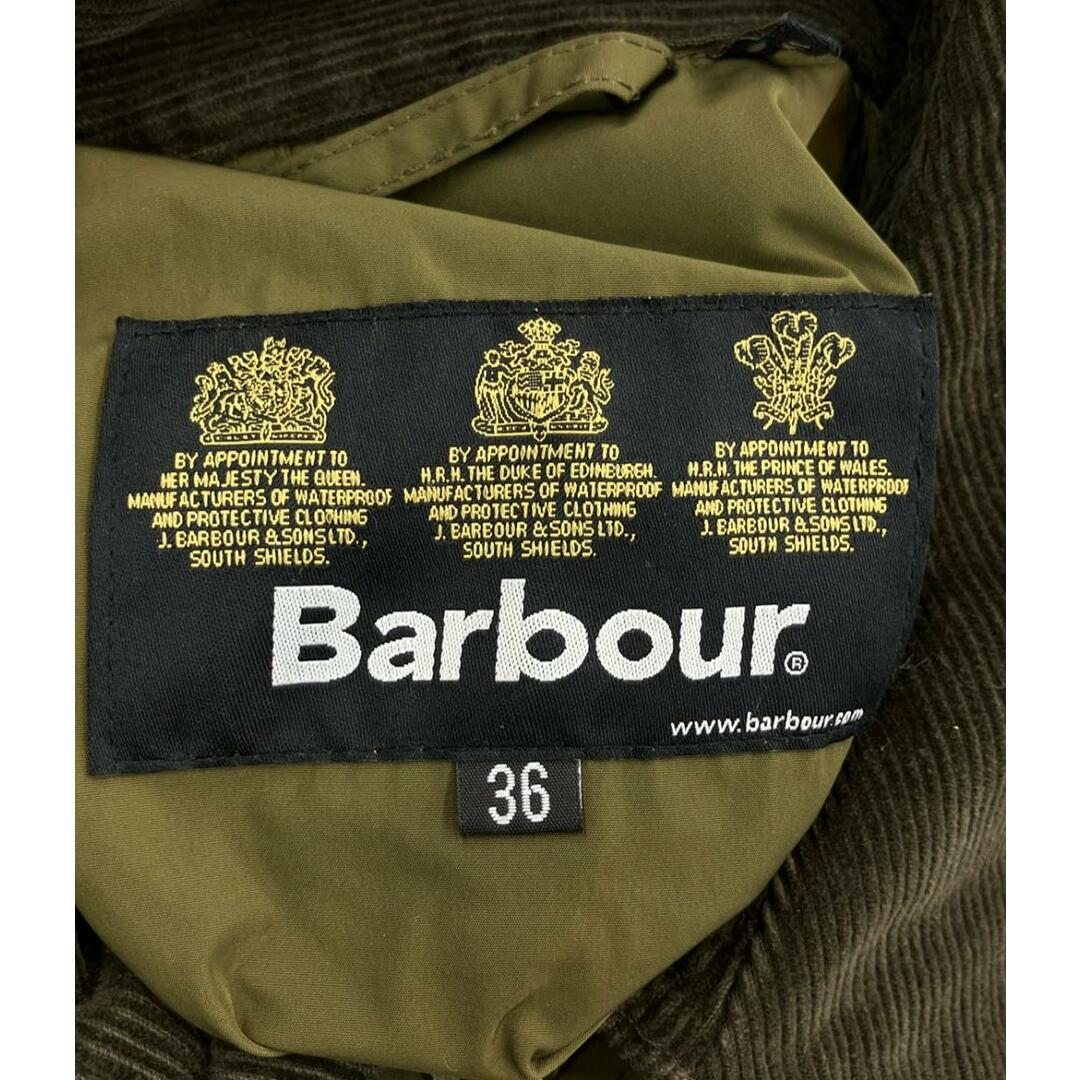 BY APPOINTMENT TO
HER MAJESTY THE QUEEN.
MANUFACTURERS OF WATERPROOF
AND PROTECTIVE CLOTHING
J. BARBOUR & SONS LTD.,
SOUTH SHIELDS.
BY APPOINTMENT TO
H.R.H. THE DUKE OF EDINBURGH
MANUFACTURERS OF WATERPROOF
AND PROTECTIVE CLOTHING
J. BARBOUR & SONS LTD.,
SOUTH SHIELDS.
BY APPOINTMENT TO
H.R.H. THE PRINCE OF WALES.
MANUFACTURERS OF WATERPROOF
AND PROTECTIVE CLOTHING
J. BARBOUR & SONS LTD.,
SOUTH SHIELDS.
Barbour®
www.barbour.com
36